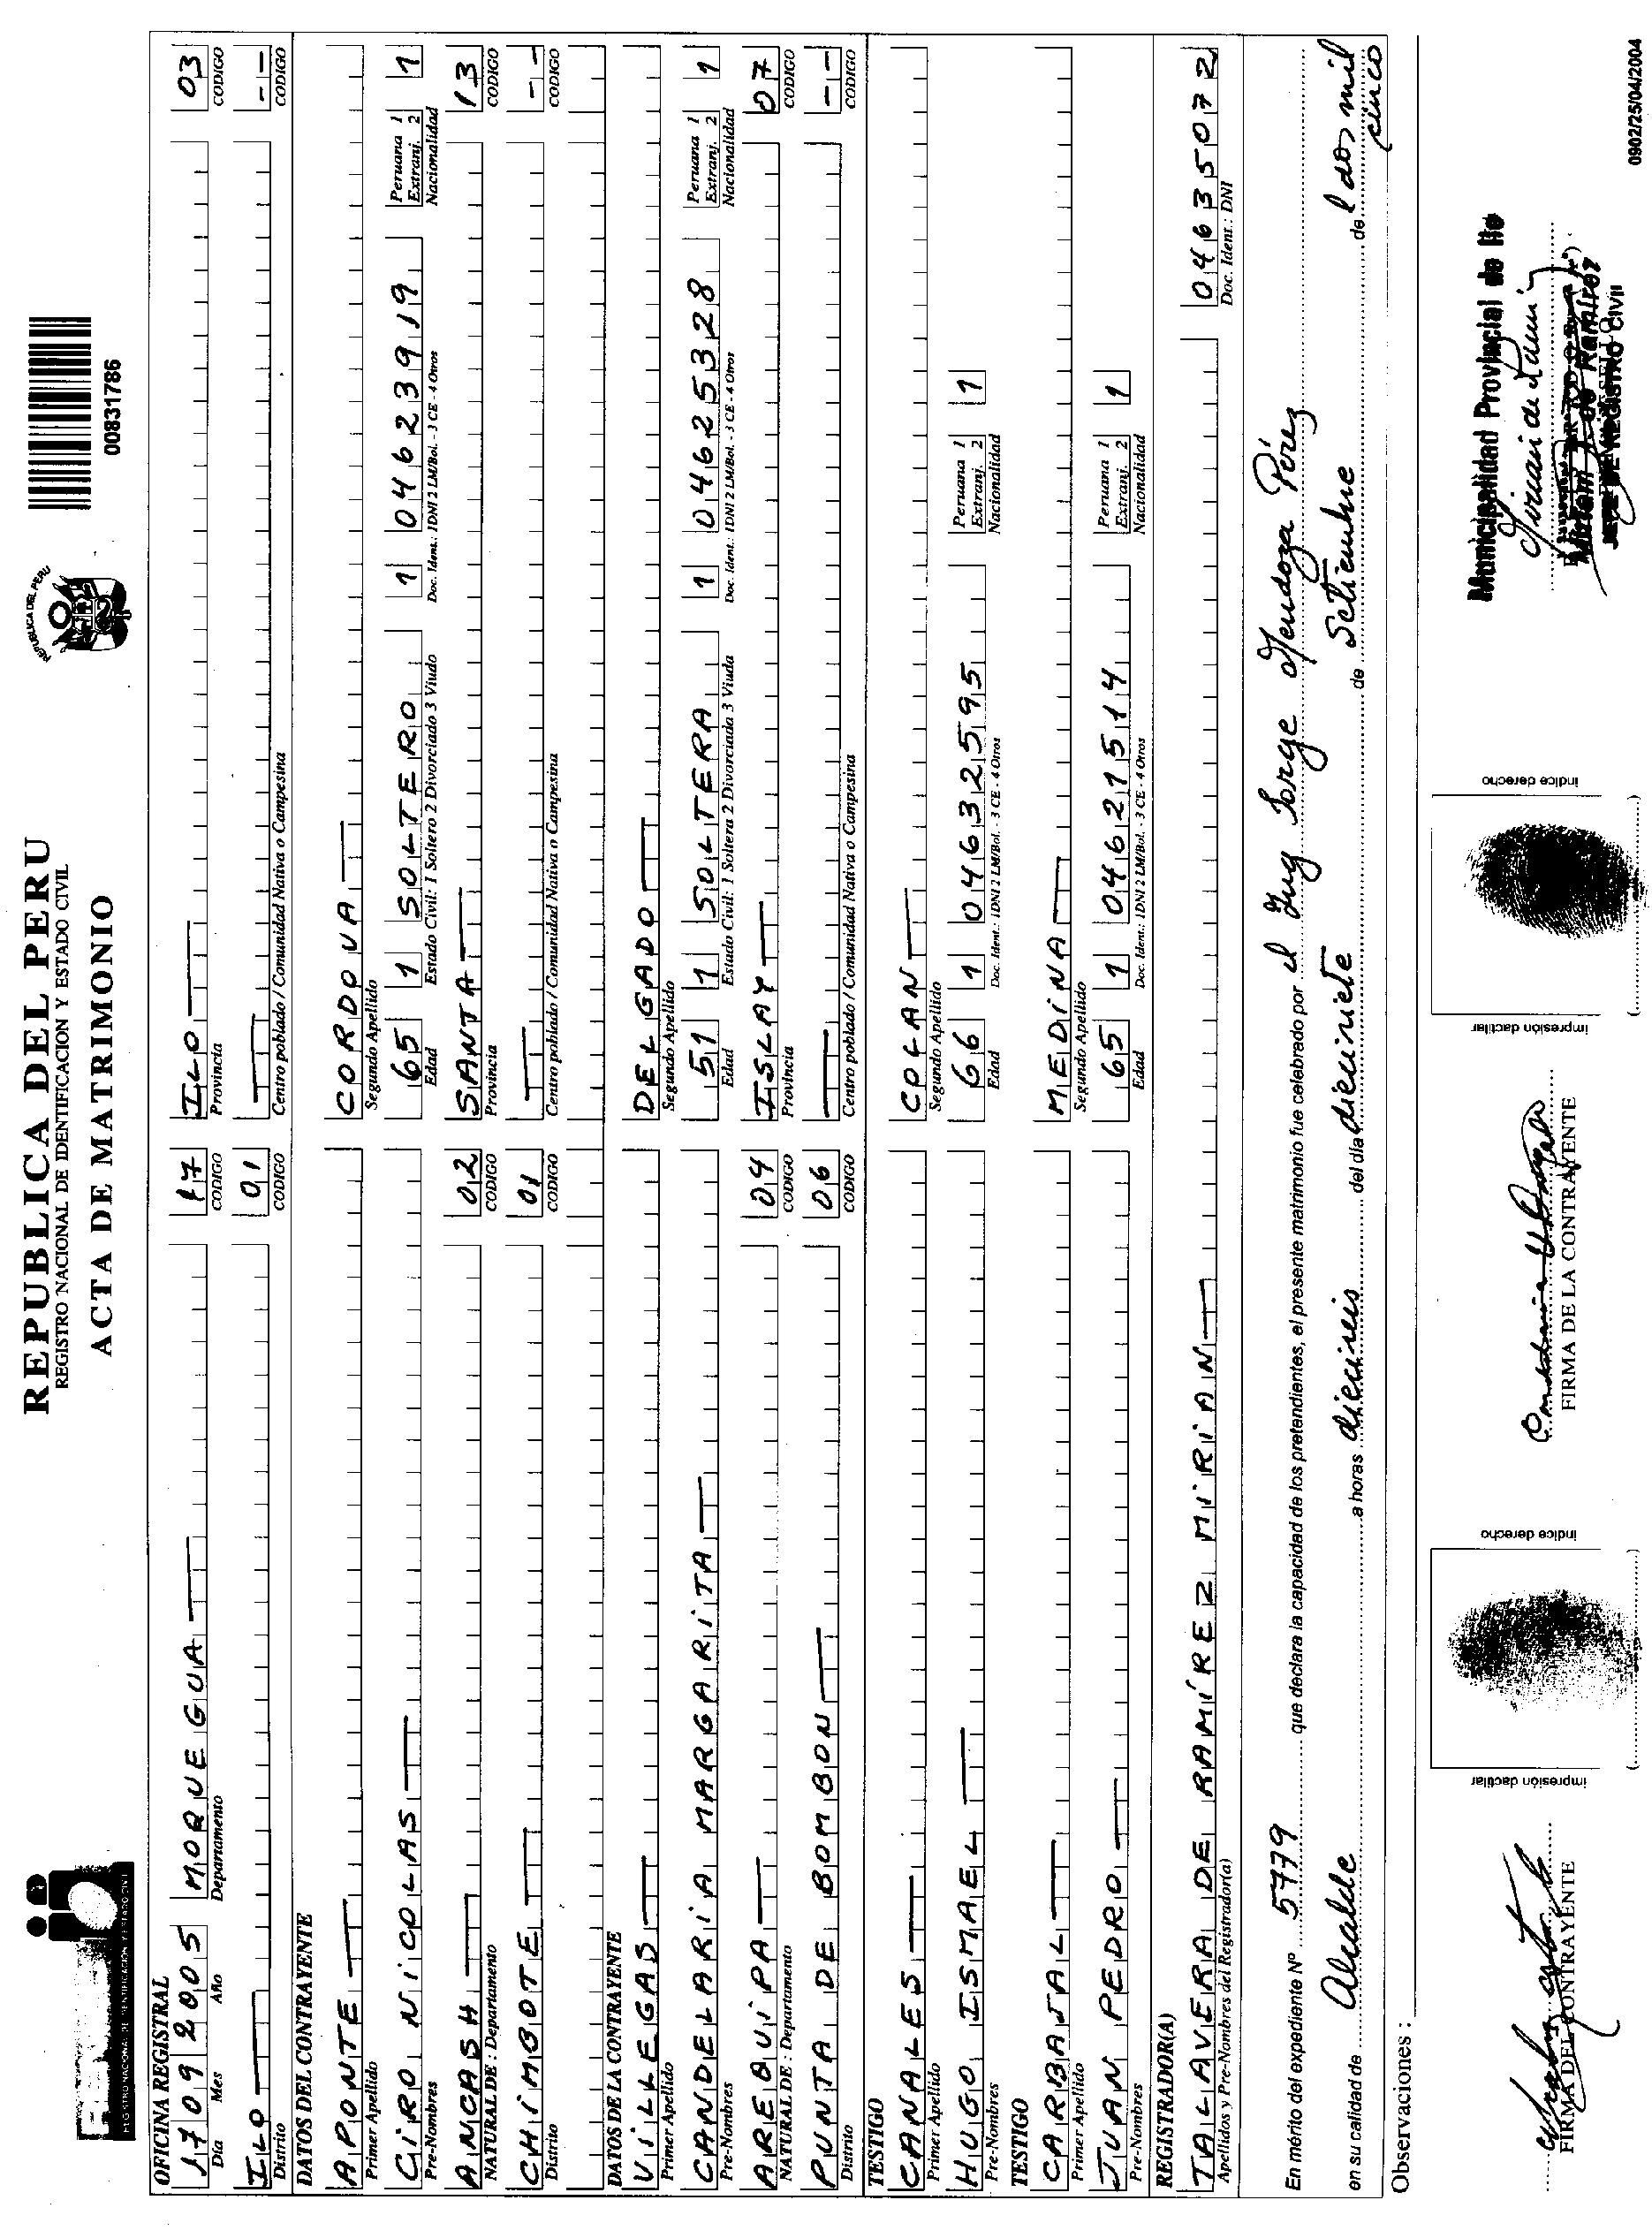 REPUBLICA DEL PERU
REGISTRO NACIONAL DE IDENTIFICACION Y ESTADO CIVIL
ACTA DE MATRIMONIO
REPUBLICA DEL PERU
00831786
OFICINA REGISTRAL
17 09 2005 MOQUEGUA 17 ILO 03
Día Mes Año Departamento CODIGO Provincia CODIGO
ILO 01 --
Distrito CODIGO Centro poblado / Comunidad Nativa o Campesina CODIGO
DATOS DEL CONTRAYENTE
APONTE CORDOVA
Primer Apellido Segundo Apellido
CiRO NiCOLAS 65 1 SOLTERO 1 04623919 Peruana 1 Extranj. 2 1
Pre-Nombres Edad Estado Civil: 1 Soltero 2 Divorciado 3 Viudo Doc. Ident.: 1DNI 2 LM/Bol. - 3 CE - 4 Otros Nacionalidad
ANCASH 02 SANTA 13
NATURAL DE : Departamento CODIGO Provincia CODIGO
CHiMBOTE 01 --
Distrito CODIGO Centro poblado / Comunidad Nativa o Campesina CODIGO
DATOS DE LA CONTRAYENTE
ViLLEGAS DELGADO
Primer Apellido Segundo Apellido
CANDELARiA MARGARiTA 51 1 SOLTERA 1 04625328 Peruana 1 Extranj. 2 1
Pre-Nombres Edad Estado Civil: 1 Soltera 2 Divorciada 3 Viuda Doc. Ident.: 1DNI 2 LM/Bol. - 3 CE - 4 Otros Nacionalidad
AREQUiPA 04 ISLAY 07
NATURAL DE : Departamento CODIGO Provincia CODIGO
PUNTA DE BOMBON 06 --
Distrito CODIGO Centro poblado / Comunidad Nativa o Campesina CODIGO
TESTIGO
CANALES COLAN
Primer Apellido Segundo Apellido
HUGO ISMAEL 66 1 04632595 Peruana 1 Extranj. 2 1
Pre-Nombres Edad Doc. Ident.: 1DNI 2 LM/Bol. - 3 CE - 4 Otros Nacionalidad
TESTIGO
CARBAJAL MEDiNA
Primer Apellido Segundo Apellido
JUAN PEDRO 65 1 04621514 Peruana 1 Extranj. 2 1
Pre-Nombres Edad Doc. Ident.: 1DNI 2 LM/Bol. - 3 CE - 4 Otros Nacionalidad
REGISTRADOR(A)
TALAVERA DE RAMÍREZ MiRiAN 04635072
Apellidos y Pre-Nombres del Registrador(a) Doc. Ident.: DNI
En mérito del expediente Nº 5779 que declara la capacidad de los pretendientes, el presente matrimonio fue celebrado por el Ing Jorge Mendoza Pérez
en su calidad de Alcalde a horas dieciseis del día diecisiete de Setiembre de l dos mil cinco
Observaciones :
FIRMA DEL CONTRAYENTE
impresión dactilar
indice derecho
FIRMA DE LA CONTRAYENTE
impresión dactilar
indice derecho
Municipalidad Provincial de Ilo
de Ramirez
JEFE DE REGISTRO CIVIL
0902/25/04/2004